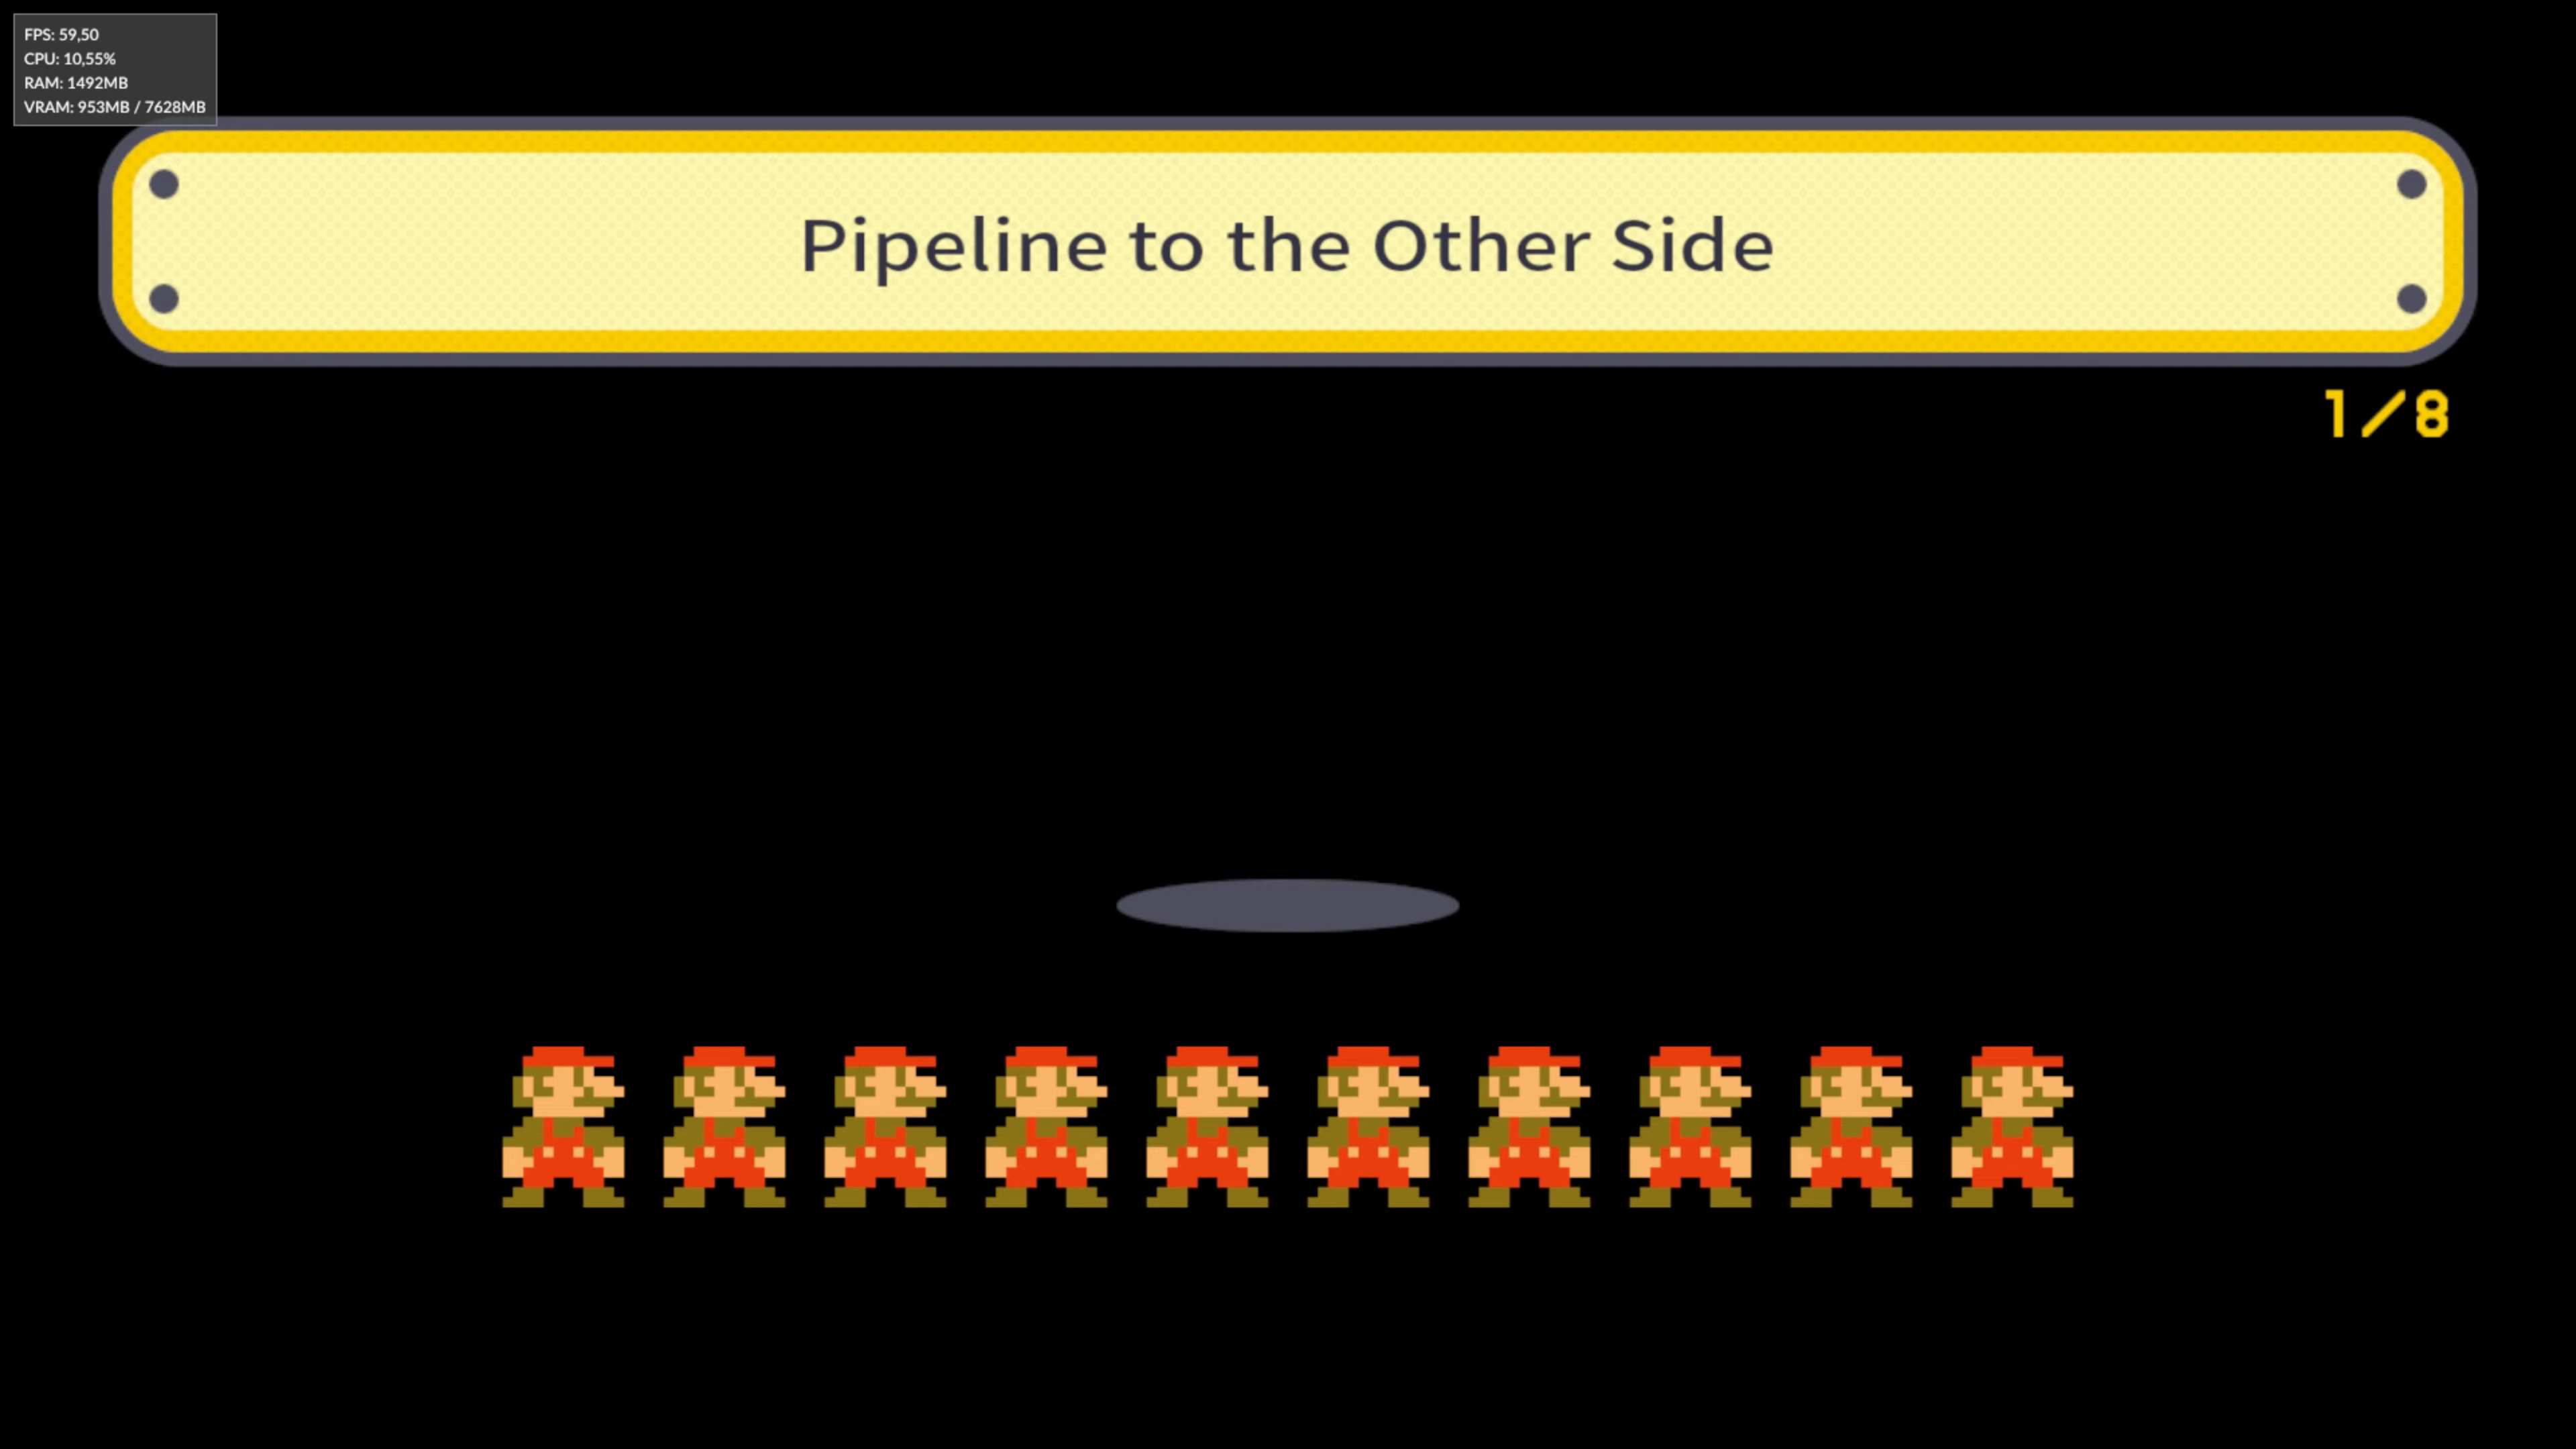 FPS: 59,50
CPU: 10,55%
RAM: 1492MB
VRAM: 953MB / 7628MB
Pipeline to the Other Side
1/8